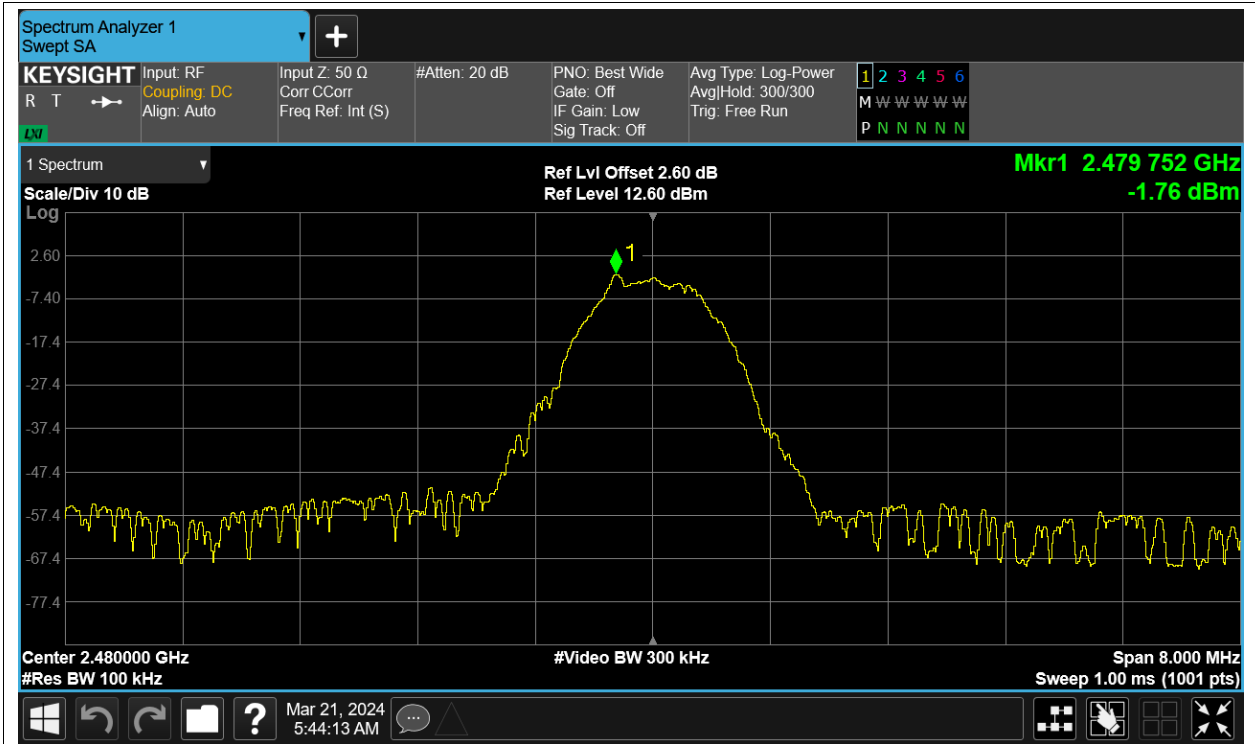 Spectrum Analyzer 1
Swept SA
+
KEYSIGHT
R T
LXI
Input: RF
Coupling: DC
Align: Auto
Input Z: 50 Ω
Corr CCorr
Freq Ref: Int (S)
#Atten: 20 dB
PNO: Best Wide
Gate: Off
IF Gain: Low
Sig Track: Off
Avg Type: Log-Power
Avg|Hold: 300/300
Trig: Free Run
1 2 3 4 5 6
M W W W W W
P N N N N N
1 Spectrum
Scale/Div 10 dB
Log
Ref Lvl Offset 2.60 dB
Ref Level 12.60 dBm
Mkr1 2.479 752 GHz
-1.76 dBm
1
2.60
-7.40
-17.4
-27.4
-37.4
-47.4
-57.4
-67.4
-77.4
Center 2.480000 GHz
#Res BW 100 kHz
#Video BW 300 kHz
Span 8.000 MHz
Sweep 1.00 ms (1001 pts)
?
Mar 21, 2024
5:44:13 AM